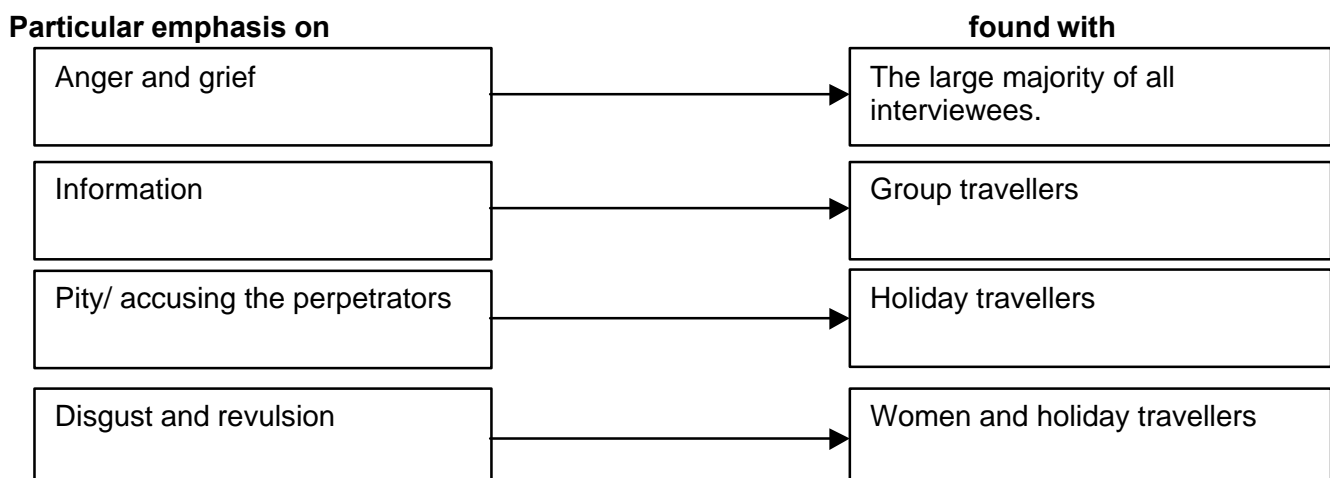 Particular emphasis on found with
Anger and grief
The large majority of all
interviewees.
Information
Group travellers
Pity/ accusing the perpetrators
Holiday travellers
Disgust and revulsion
Women and holiday travellers